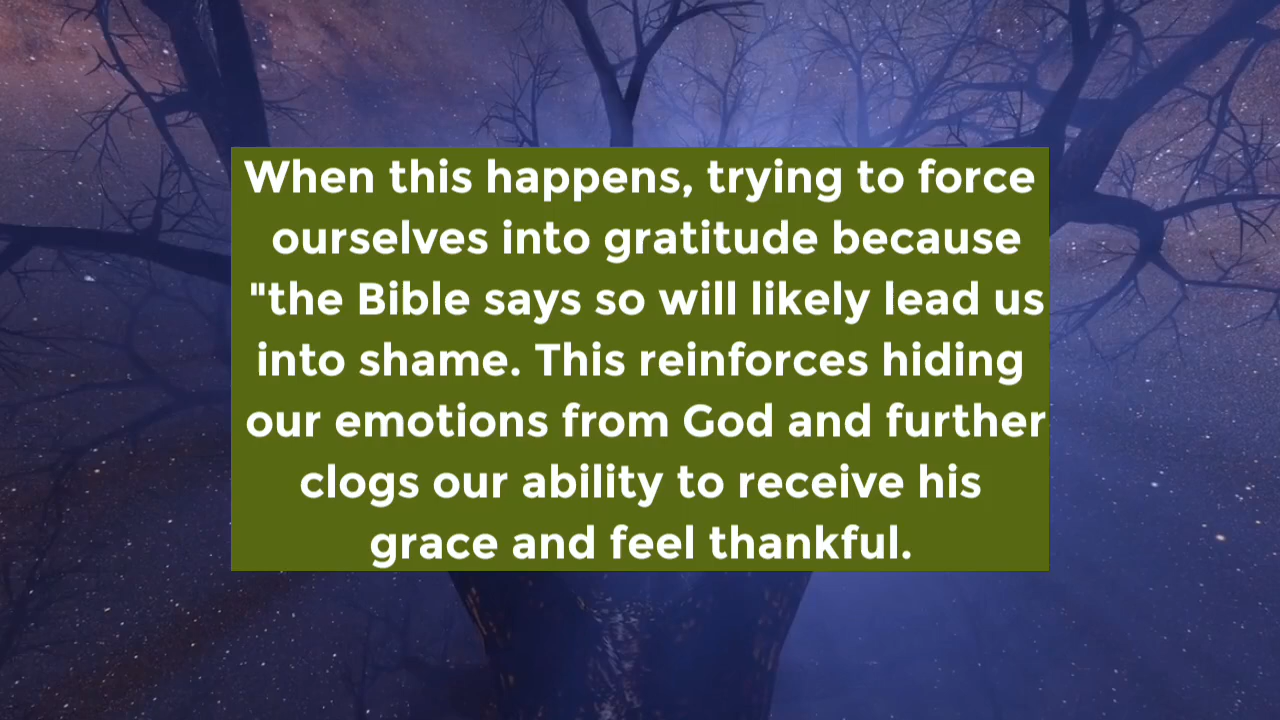 When this happens, trying to force
ourselves into gratitude because
"the Bible says so will likely lead us
into shame. This reinforces hiding
our emotions from God and further
clogs our ability to receive his
grace and feel thankful.